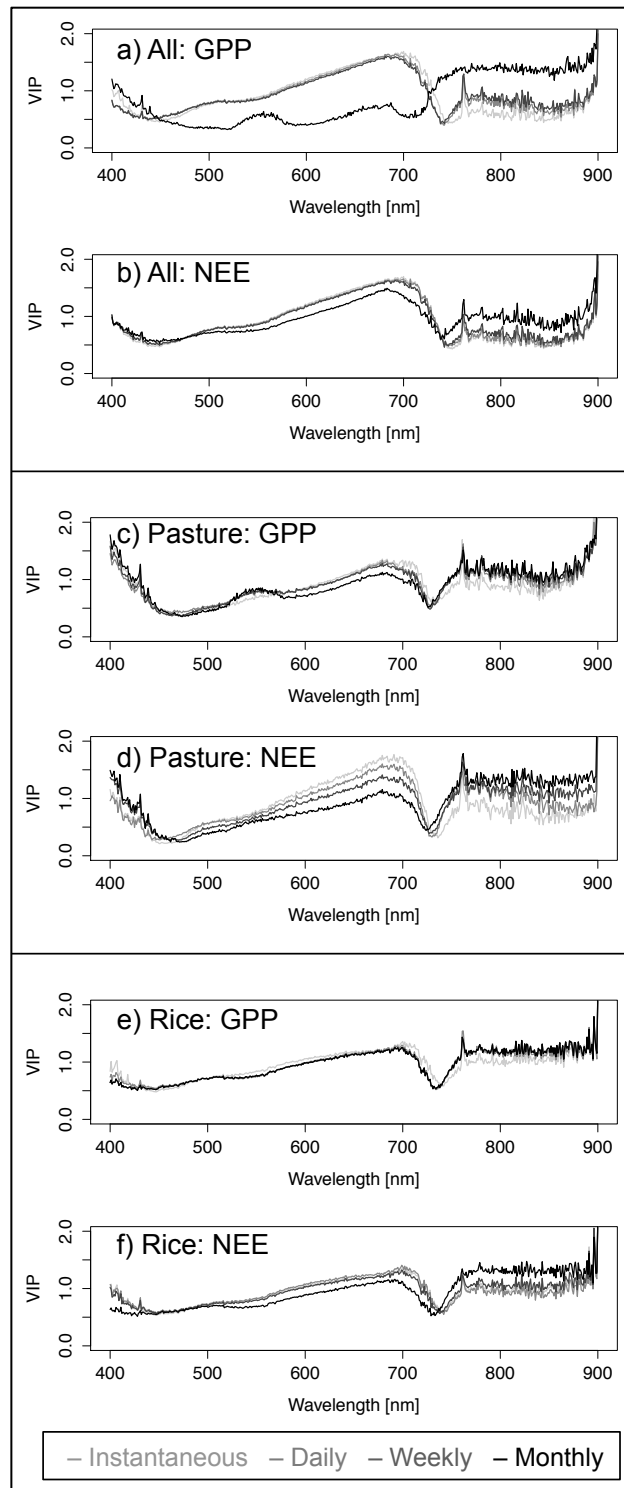 a) All: GPP
VIP
0.0 1.0 2.0
400 500 600 700 800 900
Wavelength [nm]
b) All: NEE
VIP
0.0 1.0 2.0
400 500 600 700 800 900
Wavelength [nm]
c) Pasture: GPP
VIP
0.0 1.0 2.0
400 500 600 700 800 900
Wavelength [nm]
d) Pasture: NEE
VIP
0.0 1.0 2.0
400 500 600 700 800 900
Wavelength [nm]
e) Rice: GPP
VIP
0.0 1.0 2.0
400 500 600 700 800 900
Wavelength [nm]
f) Rice: NEE
VIP
0.0 1.0 2.0
400 500 600 700 800 900
Wavelength [nm]
– Instantaneous – Daily – Weekly – Monthly